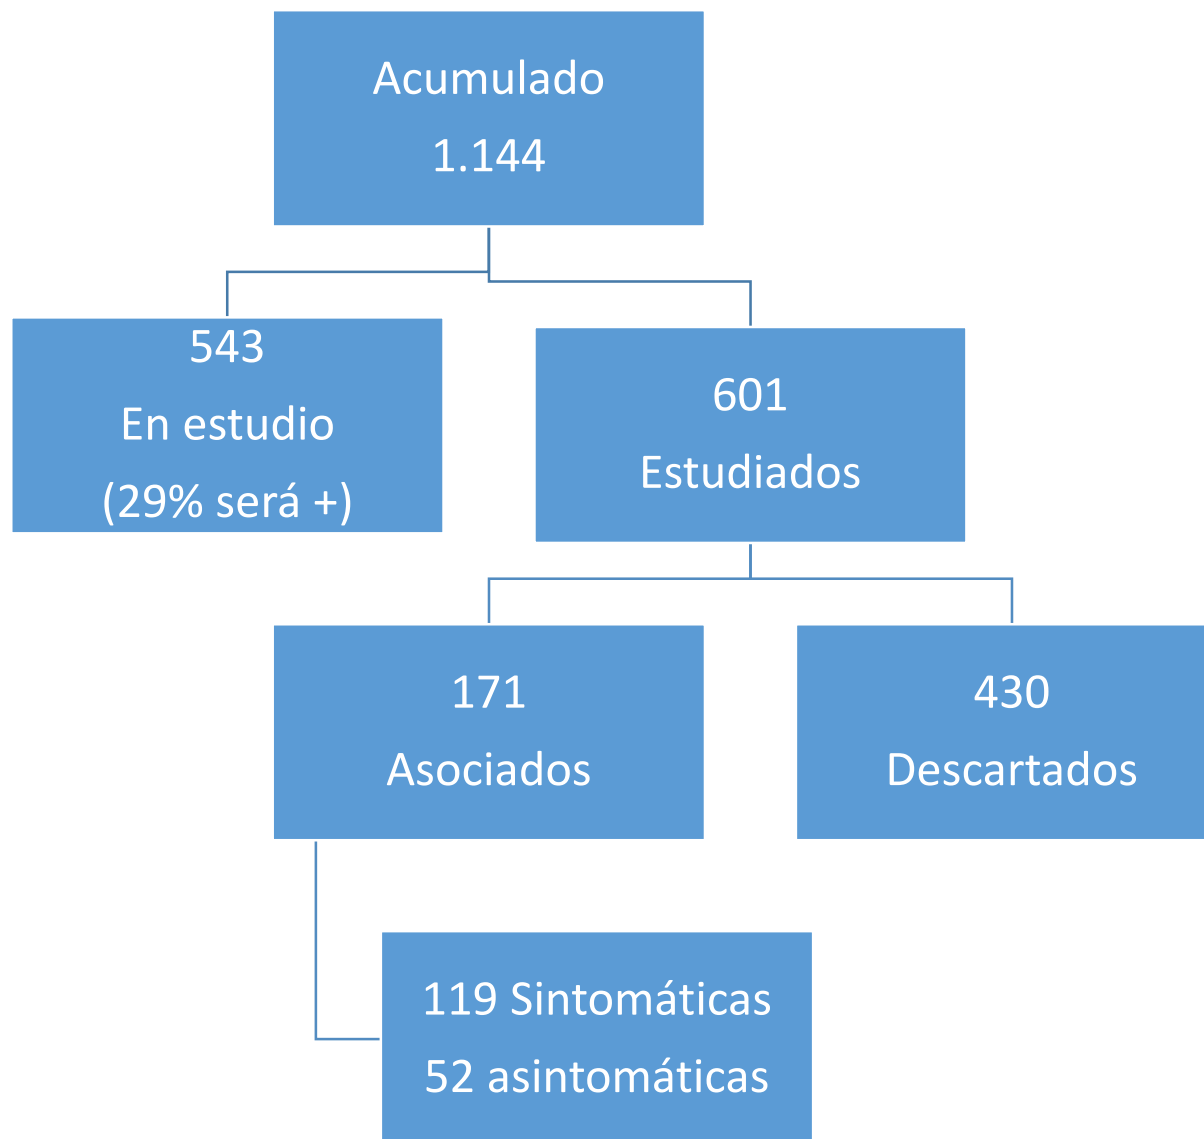 Acumulado
1.144
543
En estudio
(29% será +)
601
Estudiados
171
Asociados
430
Descartados
119 Sintomáticas
52 asintomáticas